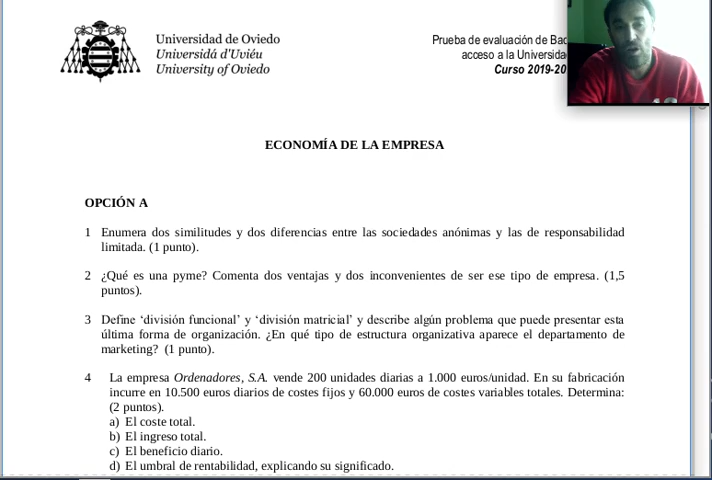 Universidad de Oviedo
Universidá d'Uviéu
University of Oviedo
Prueba de evaluación de
acceso a la
Curso
ECONOMÍA DE LA EMPRESA
OPCIÓN A
1 Enumera dos similitudes y dos diferencias entre las sociedades anónimas y las de responsabilidad
limitada. (1 punto).
2 ¿Qué es una pyme? Comenta dos ventajas y dos inconvenientes de ser ese tipo de empresa. (1,5
puntos).
3 Define ‘división funcional’ y ‘división matricial’ y describe algún problema que puede presentar esta
última forma de organización. ¿En qué tipo de estructura organizativa aparece el departamento de
marketing? (1 punto).
4 La empresa Ordenadores, S.A. vende 200 unidades diarias a 1.000 euros/unidad. En su fabricación
incurre en 10.500 euros diarios de costes fijos y 60.000 euros de costes variables totales. Determina:
(2 puntos).
a) El coste total.
b) El ingreso total.
c) El beneficio diario.
d) El umbral de rentabilidad, explicando su significado.